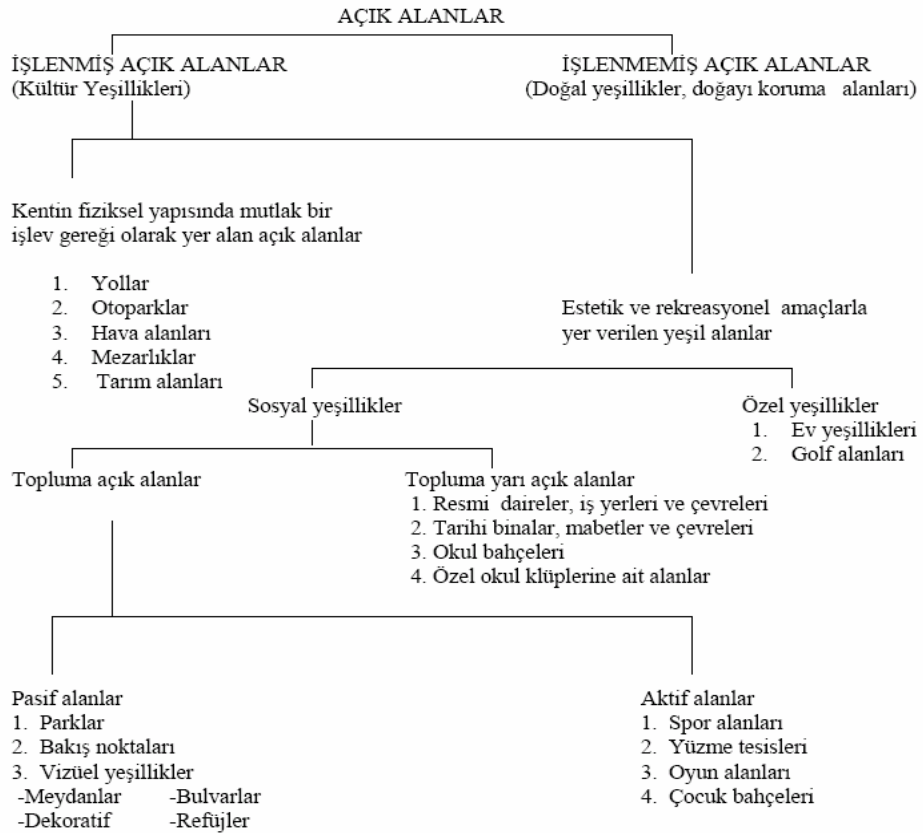 AÇIK ALANLAR
İŞLENMİŞ AÇIK ALANLAR
(Kültür Yeşillikleri)
İŞLENMEMİŞ AÇIK ALANLAR
(Doğal yeşillikler, doğayı koruma alanları)
Kentin fiziksel yapısında mutlak bir
işlev gereği olarak yer alan açık alanlar
1. Yollar
2. Otoparklar
3. Hava alanları
4. Mezarlıklar
5. Tarım alanları
Estetik ve rekreasyonel amaçlarla
yer verilen yeşil alanlar
Sosyal yeşillikler
Özel yeşillikler
1. Ev yeşillikleri
2. Golf alanları
Topluma açık alanlar
Topluma yarı açık alanlar
1. Resmi daireler, iş yerleri ve çevreleri
2. Tarihi binalar, mabetler ve çevreleri
3. Okul bahçeleri
4. Özel okul klüplerine ait alanlar
Pasif alanlar
1. Parklar
2. Bakış noktaları
3. Vizüel yeşillikler
-Meydanlar -Bulvarlar
-Dekoratif -Refüjler
Aktif alanlar
1. Spor alanları
2. Yüzme tesisleri
3. Oyun alanları
4. Çocuk bahçeleri